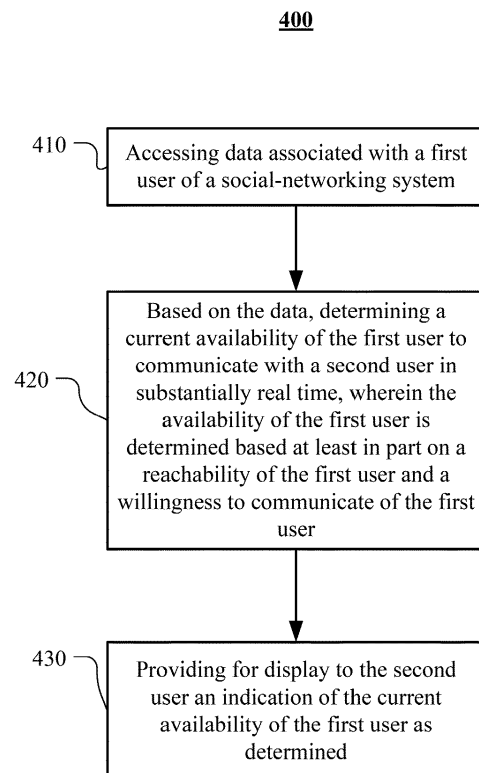 400
410
Accessing data associated with a first
user of a social-networking system
420
Based on the data, determining a
current availability of the first user to
communicate with a second user in
substantially real time, wherein the
availability of the first user is
determined based at least in part on a
reachability of the first user and a
willingness to communicate of the first
user
430
Providing for display to the second
user an indication of the current
availability of the first user as
determined